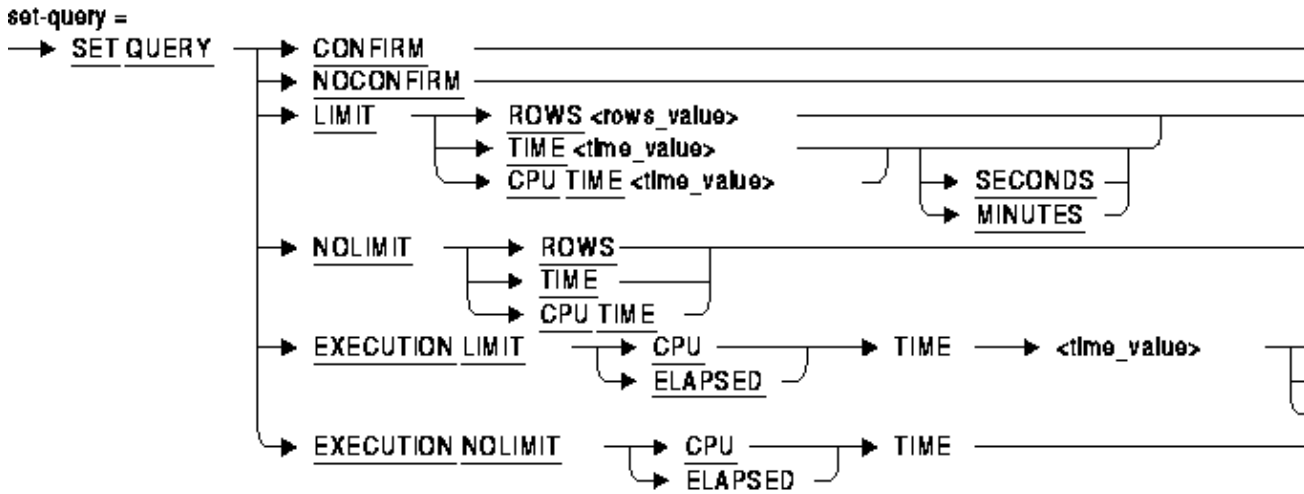 set-query =
SET QUERY CONFIRM
NOCONFIRM
LIMIT ROWS <rows_value>
TIME <time_value>
CPU TIME <time_value> SECONDS
MINUTES
NOLIMIT ROWS
TIME
CPU TIME
EXECUTION LIMIT CPU TIME <time_value>
ELAPSED
EXECUTION NOLIMIT CPU TIME
ELAPSED